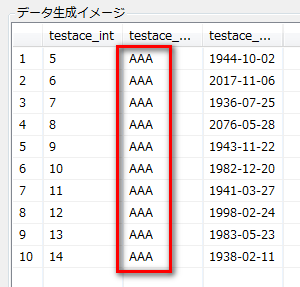 データ生成イメージ
testace_int testace_... testace_...
1 5 AAA 1944-10-02
2 6 AAA 2017-11-06
3 7 AAA 1936-07-25
4 8 AAA 2076-05-28
5 9 AAA 1943-11-22
6 10 AAA 1982-12-20
7 11 AAA 1941-03-27
8 12 AAA 1998-02-24
9 13 AAA 1983-05-23
10 14 AAA 1938-02-11